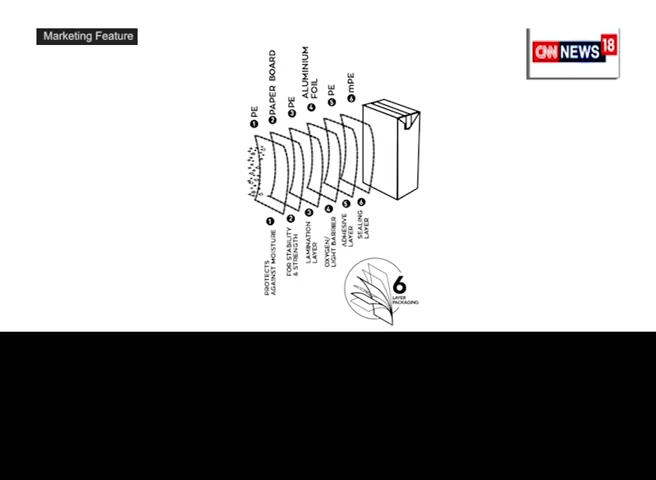 Marketing Feature
CNN NEWS 18
1 PE
2 PAPER BOARD
3 PE
4 ALUMINIUM
FOIL
5 PE
6 mPE
1 PROTECTS
AGAINST MOISTURE
2 FOR STABILITY
& STRENGTH
3 LAMINATION
LAYER
4 OXYGEN/
LIGHT BARRIER
5 ADHESIVE
LAYER
6 SEALING
LAYER
6
LAYER
PACKAGING